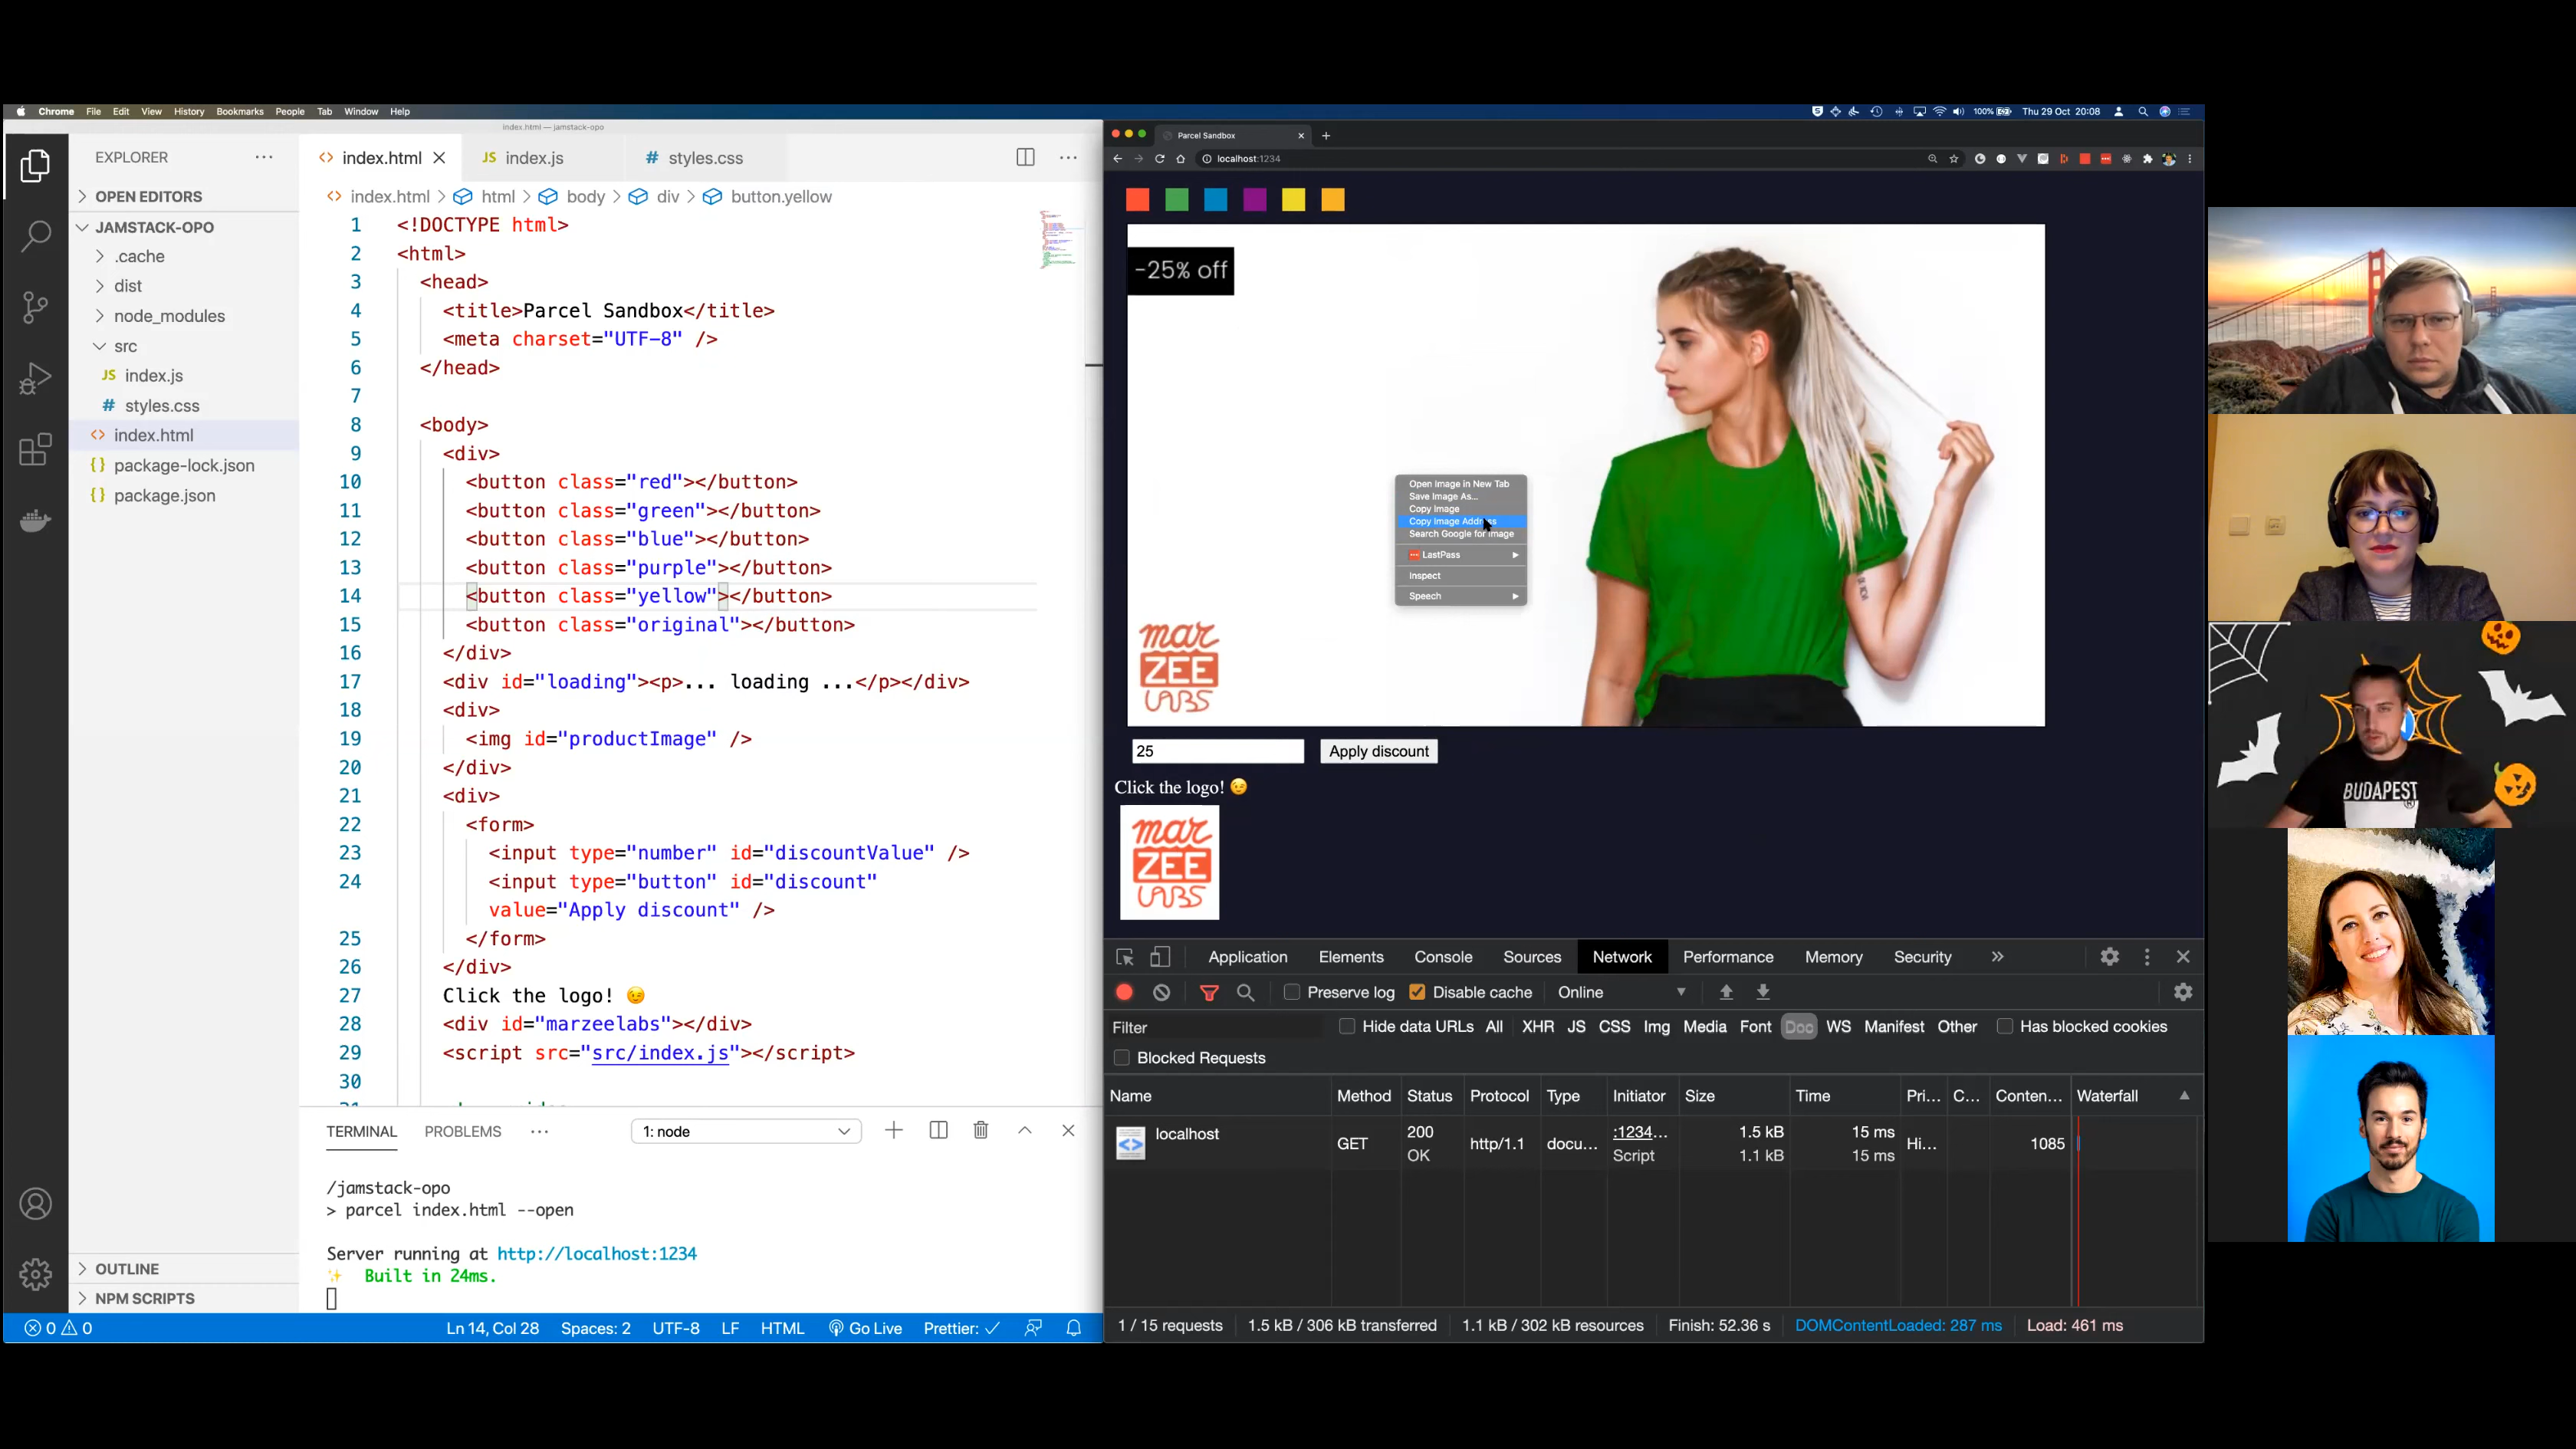 Chrome File Edit View History Bookmarks People Tab Window Help
100% Thu 29 Oct 20:08
index.html — jamstack-opo
EXPLORER
OPEN EDITORS
JAMSTACK-OPO
.cache
dist
node_modules
src
JS index.js
# styles.css
<> index.html
{} package-lock.json
{} package.json
OUTLINE
NPM SCRIPTS
<> index.html
JS index.js
# styles.css
<> index.html > html > body > div > button.yellow
1 <!DOCTYPE html>
2 <html>
3 <head>
4 <title>Parcel Sandbox</title>
5 <meta charset="UTF-8" />
6 </head>
7
8 <body>
9 <div>
10 <button class="red"></button>
11 <button class="green"></button>
12 <button class="blue"></button>
13 <button class="purple"></button>
14 <button class="yellow"></button>
15 <button class="original"></button>
16 </div>
17 <div id="loading"><p>... loading ...</p></div>
18 <div>
19 <img id="productImage" />
20 </div>
21 <div>
22 <form>
23 <input type="number" id="discountValue" />
24 <input type="button" id="discount"
value="Apply discount" />
25 </form>
26 </div>
27 Click the logo! 😉
28 <div id="marzeelabs"></div>
29 <script src="src/index.js"></script>
30
TERMINAL PROBLEMS ... 1: node
/jamstack-opo
> parcel index.html --open
Server running at http://localhost:1234
✨ Built in 24ms.
0 0 Ln 14, Col 28 Spaces: 2 UTF-8 LF HTML Go Live Prettier: ✓
Parcel Sandbox
localhost:1234
-25% off
Open Image in New Tab
Save Image As...
Copy Image
Copy Image Address
Search Google for Image
LastPass
Inspect
Speech
mar
ZEE
LABS
25 Apply discount
Click the logo! 😉
mar
ZEE
LABS
Application Elements Console Sources Network Performance Memory Security »
Preserve log Disable cache Online
Filter Hide data URLs All XHR JS CSS Img Media Font Doc WS Manifest Other Has blocked cookies
Blocked Requests
Name Method Status Protocol Type Initiator Size Time Pri... C... Conten... Waterfall
localhost GET 200 http/1.1 docu... :1234... 1.5 kB 15 ms Hi... 1085
OK Script 1.1 kB 15 ms
1 / 15 requests 1.5 kB / 306 kB transferred 1.1 kB / 302 kB resources Finish: 52.36 s DOMContentLoaded: 287 ms Load: 461 ms
BUDAPEST